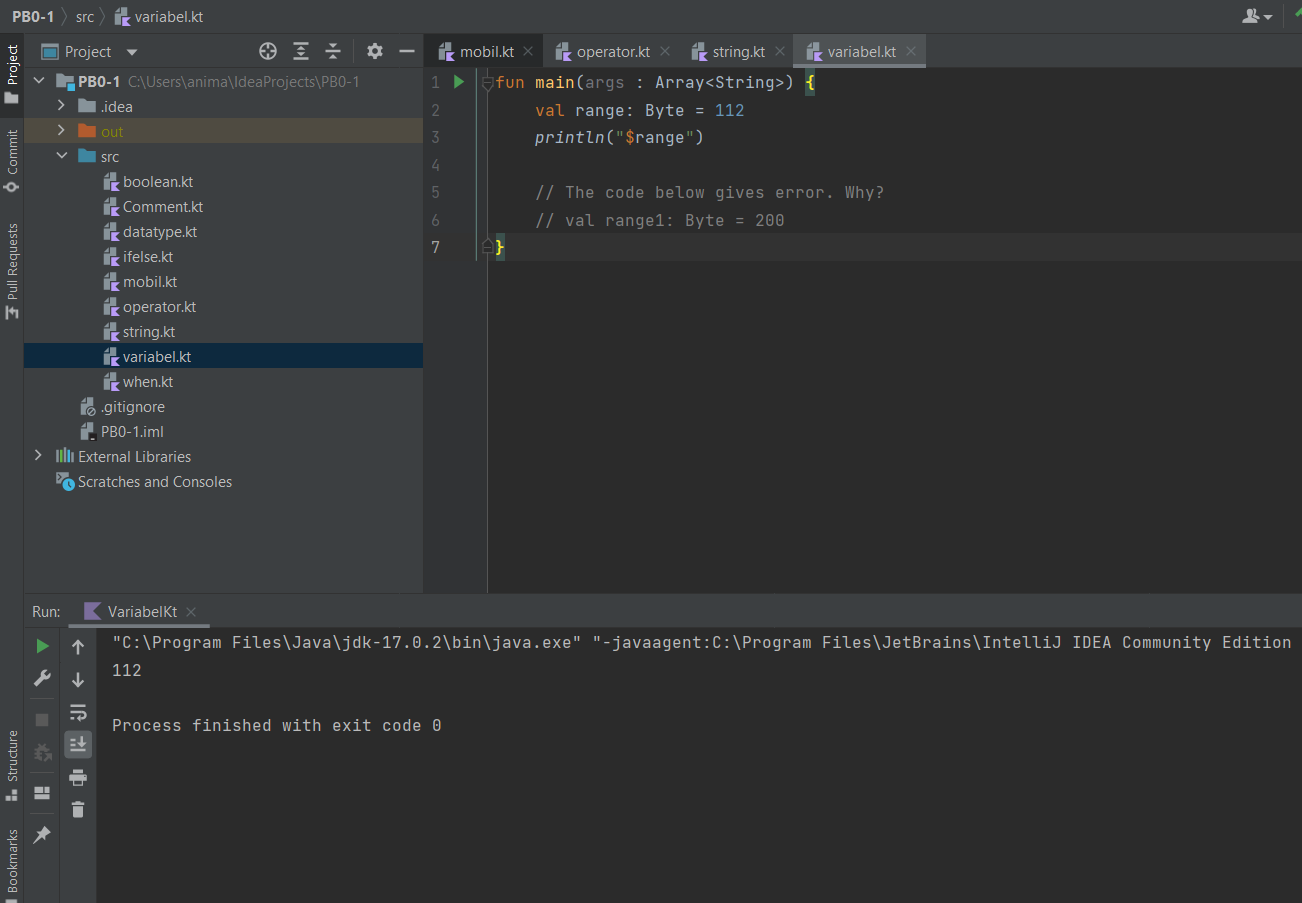 PB0-1 src variabel.kt
Project
Project
mobil.kt operator.kt string.kt variabel.kt
PB0-1 C:\Users\anima\IdeaProjects\PB0-1
.idea
out
src
boolean.kt
Comment.kt
datatype.kt
ifelse.kt
mobil.kt
operator.kt
string.kt
variabel.kt
when.kt
.gitignore
PB0-1.iml
External Libraries
Scratches and Consoles
Commit
Pull Requests
1 fun main(args : Array<String>) {
2 val range: Byte = 112
3 println("$range")
4
5 // The code below gives error. Why?
6 // val range1: Byte = 200
7 }
Run: VariabelKt
"C:\Program Files\Java\jdk-17.0.2\bin\java.exe" "-javaagent:C:\Program Files\JetBrains\IntelliJ IDEA Community Edition
112
Process finished with exit code 0
Structure
Bookmarks